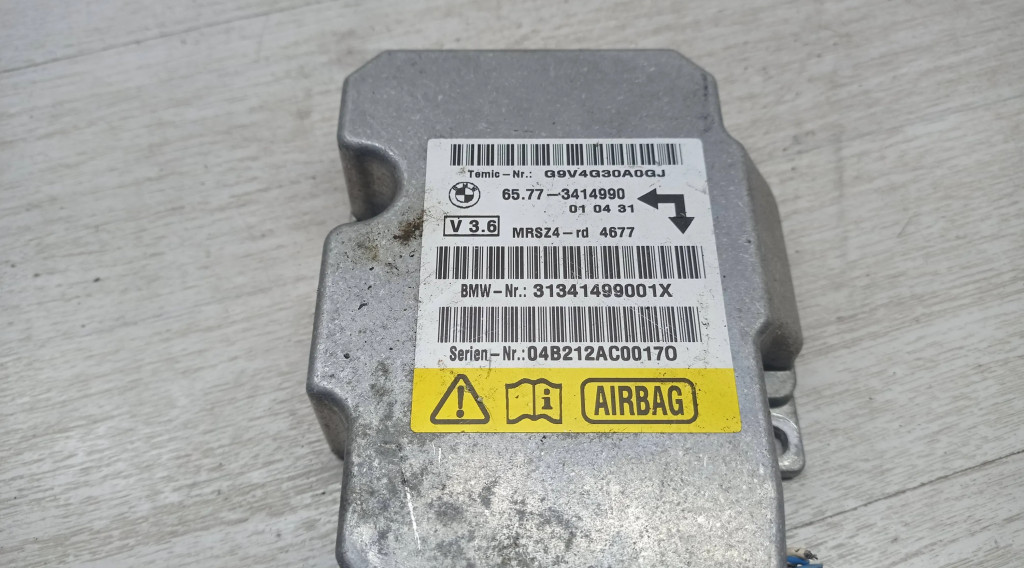 Temic-Nr.: G9V4G30A0GJ
BMW
65.77-3414990
01 04 31
V 3.6
MRSZ4-rd 4677
BMW-Nr.: 31341499001X
Serien-Nr.: 04B212AC00170
i
AIRBAG